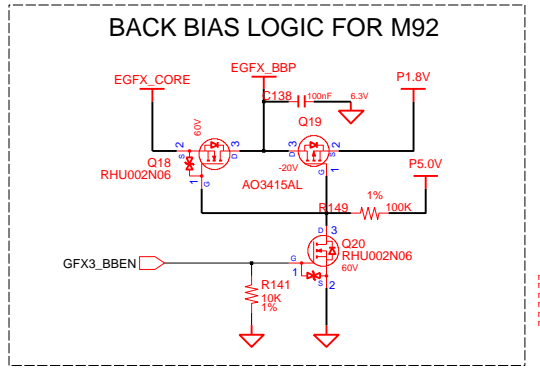 BACK BIAS LOGIC FOR M92
EGFX_CORE
EGFX_BBP
P1.8V
C138
100nF
6.3V
Q19
60V
2
S
3
D
3
D
S
2
Q18
RHU002N06
1
G
-20V
G
1
AO3415AL
P5.0V
1%
R149
100K
D
3
Q20
RHU002N06
60V
GFX3_BBEN
G
1
S
2
R141
10K
1%